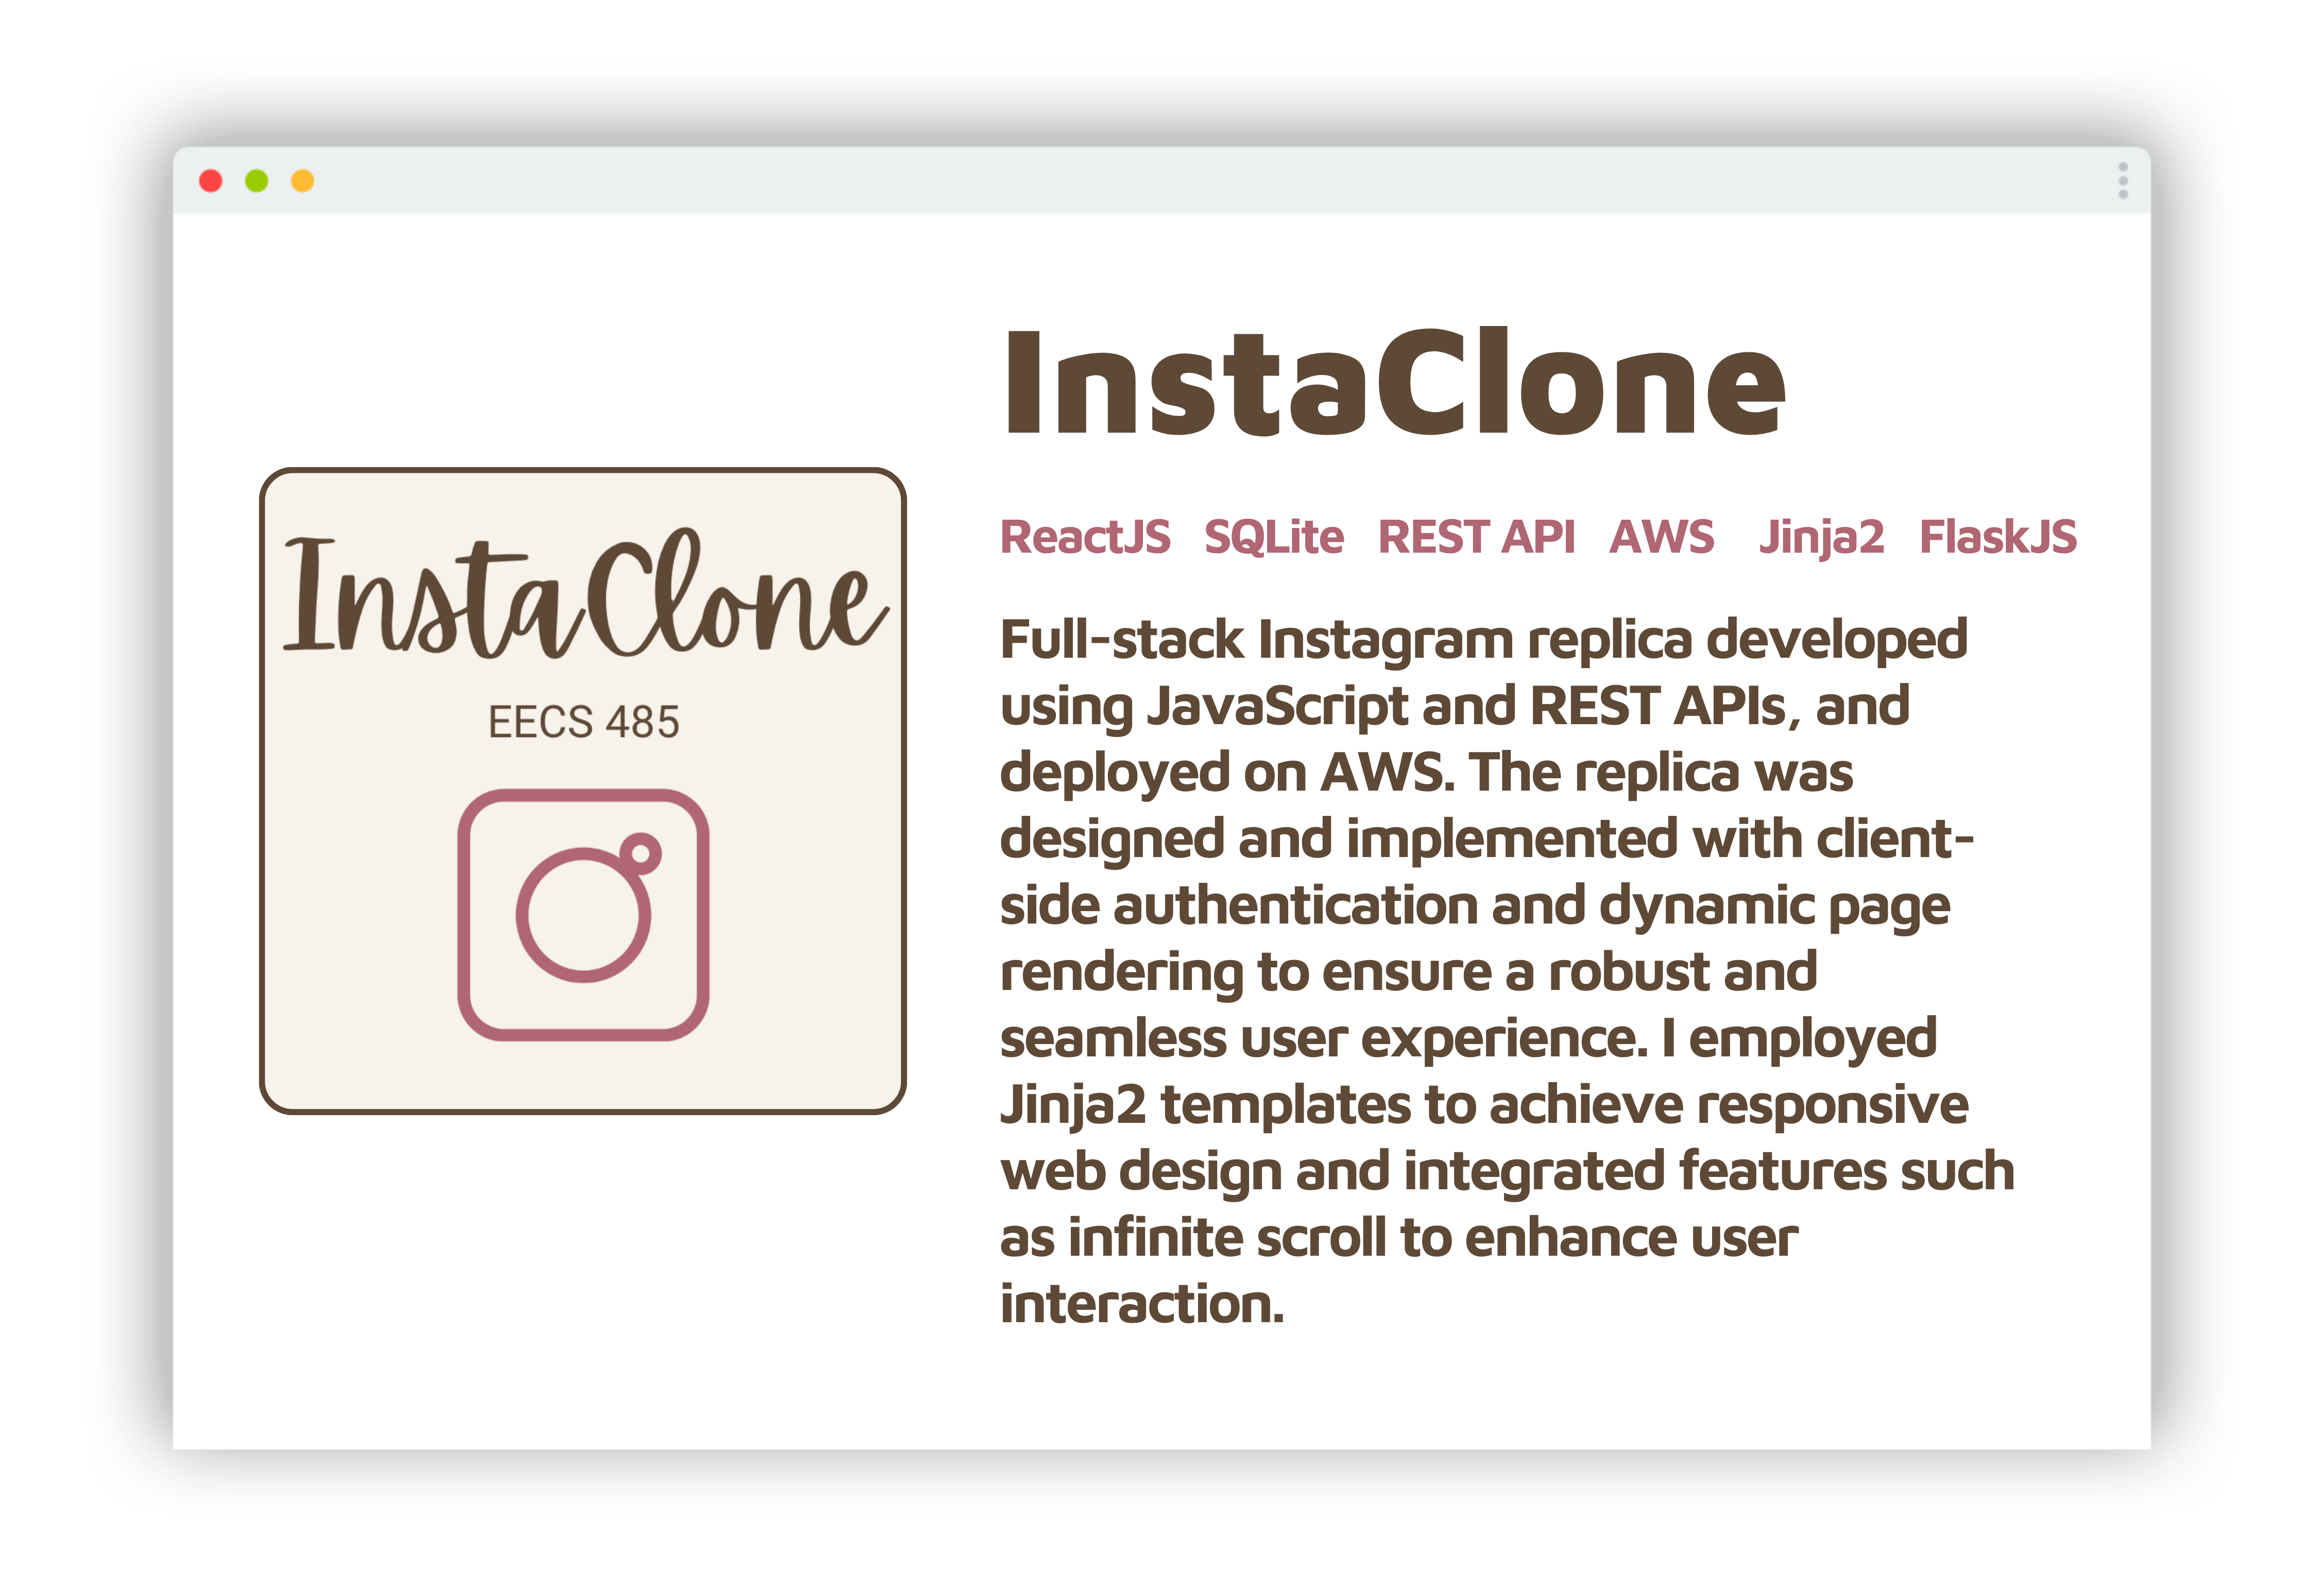 InstaClone
EECS 485
InstaClone
ReactJS SQLite REST API AWS Jinja2 FlaskJS
Full-stack Instagram replica developed
using JavaScript and REST APIs, and
deployed on AWS. The replica was
designed and implemented with client-
side authentication and dynamic page
rendering to ensure a robust and
seamless user experience. I employed
Jinja2 templates to achieve responsive
web design and integrated features such
as infinite scroll to enhance user
interaction.